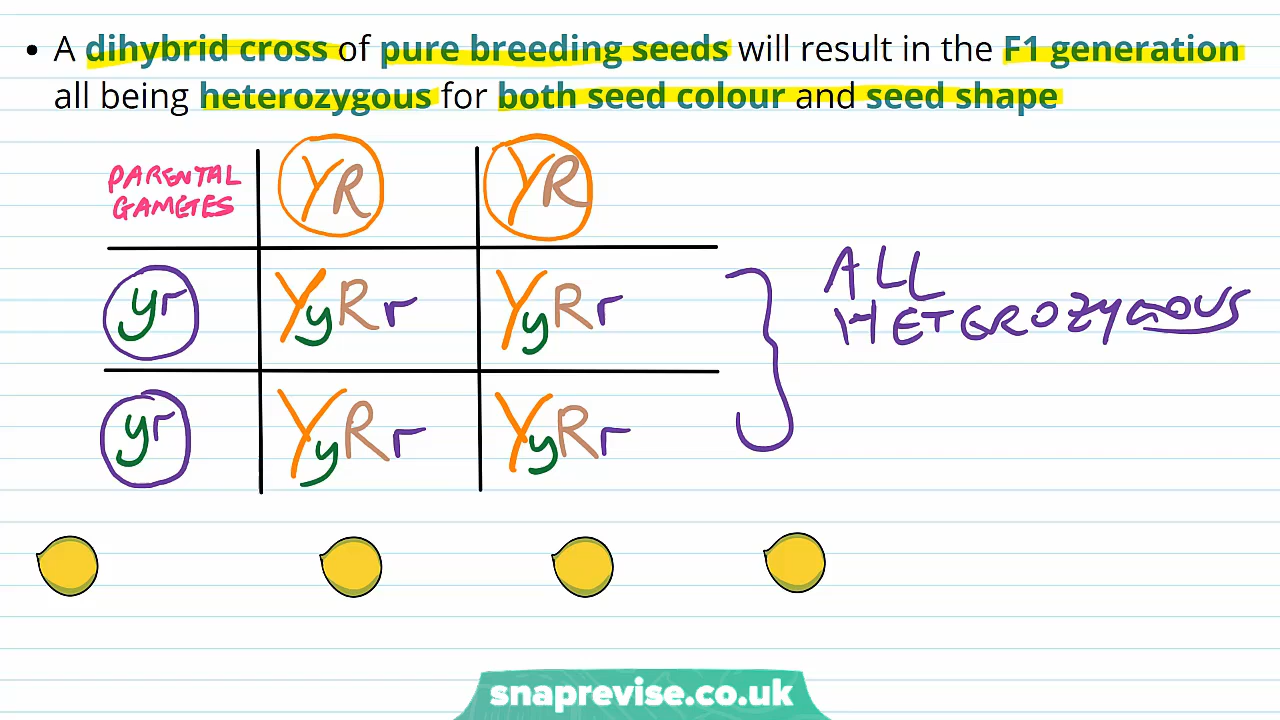 • A dihybrid cross of pure breeding seeds will result in the F1 generation
all being heterozygous for both seed colour and seed shape
PARENTAL
GAMETES
YR YR
yr YyRr YyRr
yr YyRr YyRr
ALL
HETEROZYGOUS
snaprevise.co.uk